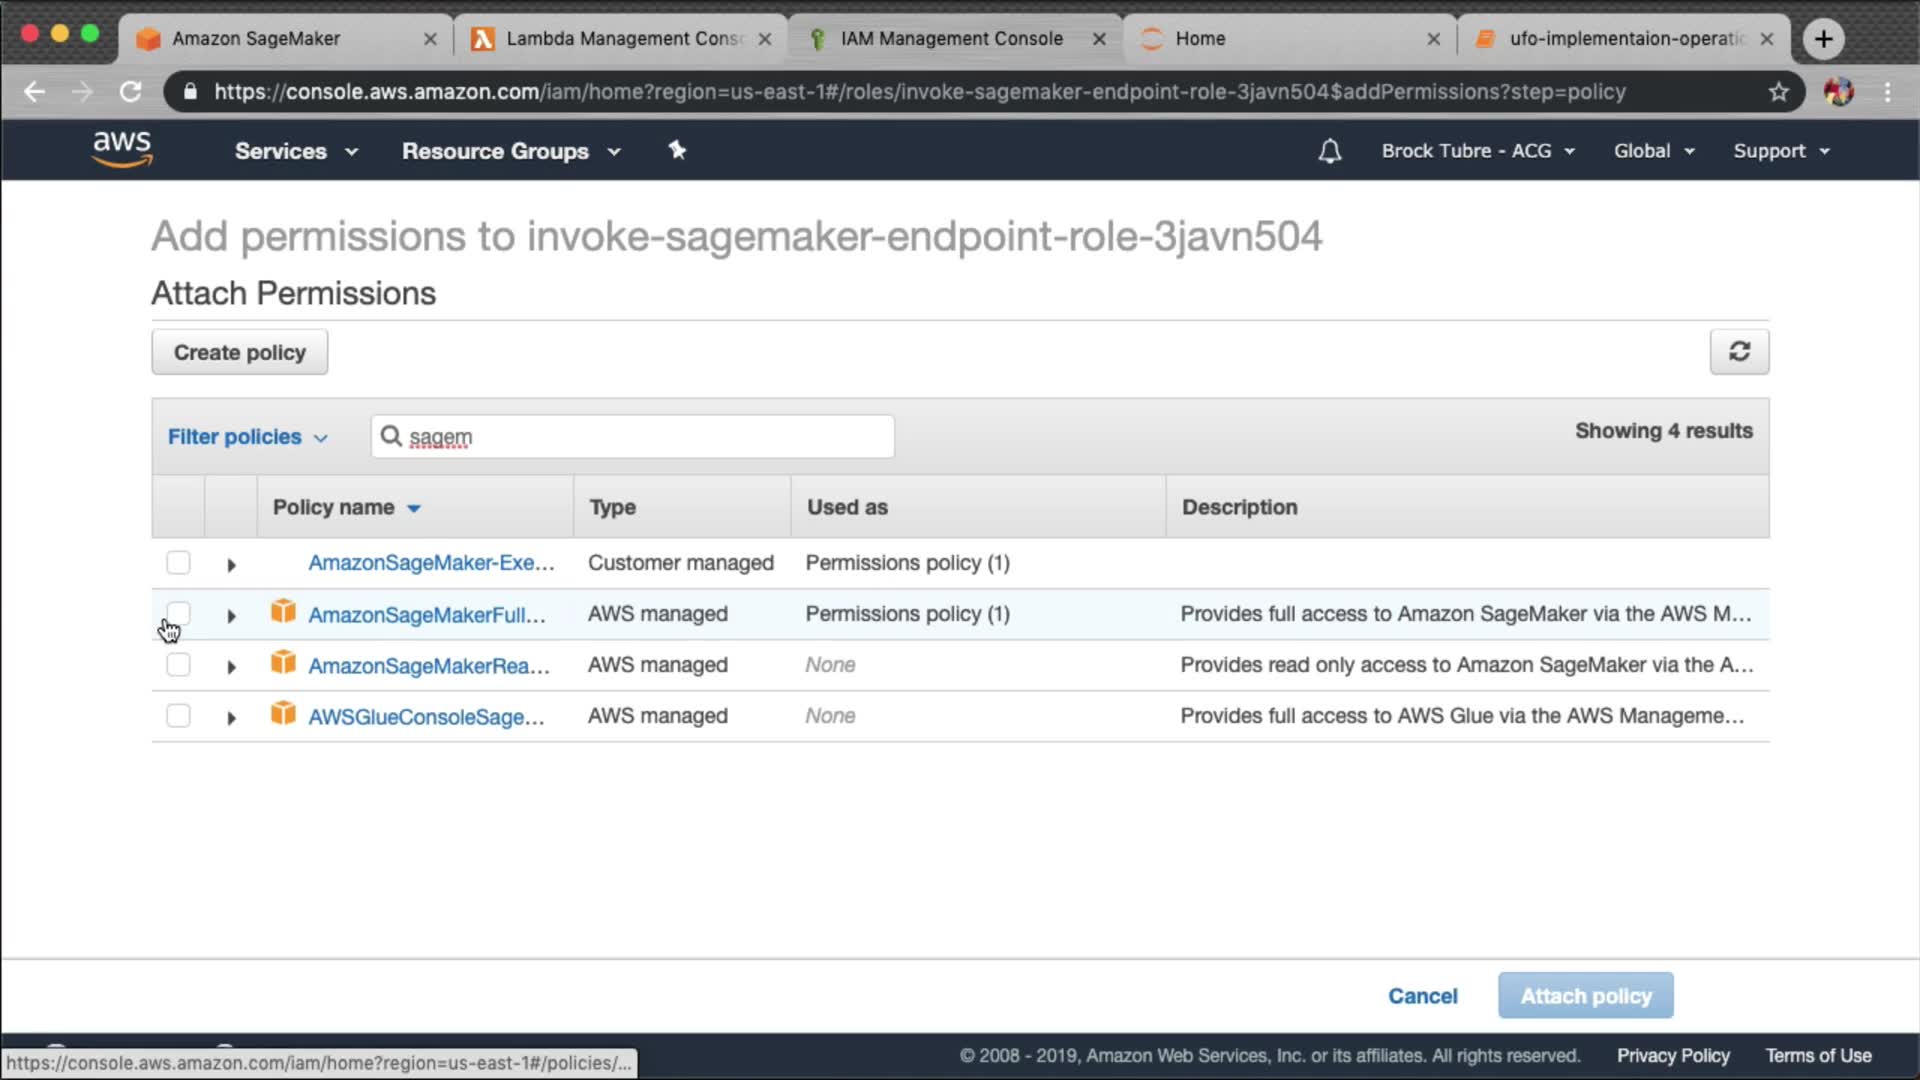 Amazon SageMaker
Lambda Management Conso
IAM Management Console
Home
ufo-implementaion-operatio
https://console.aws.amazon.com/iam/home?region=us-east-1#/roles/invoke-sagemaker-endpoint-role-3javn504$addPermissions?step=policy
aws
Services
Resource Groups
Brock Tubre - ACG
Global
Support
Add permissions to invoke-sagemaker-endpoint-role-3javn504
Attach Permissions
Create policy
Filter policies
sagem
Showing 4 results
Policy name
Type
Used as
Description
AmazonSageMaker-Exe...
Customer managed
Permissions policy (1)
AmazonSageMakerFull...
AWS managed
Permissions policy (1)
Provides full access to Amazon SageMaker via the AWS M...
AmazonSageMakerRea...
AWS managed
None
Provides read only access to Amazon SageMaker via the A...
AWSGlueConsoleSage...
AWS managed
None
Provides full access to AWS Glue via the AWS Manageme...
Cancel
Attach policy
https://console.aws.amazon.com/iam/home?region=us-east-1#/policies/...
© 2008 - 2019, Amazon Web Services, Inc. or its affiliates. All rights reserved.
Privacy Policy
Terms of Use